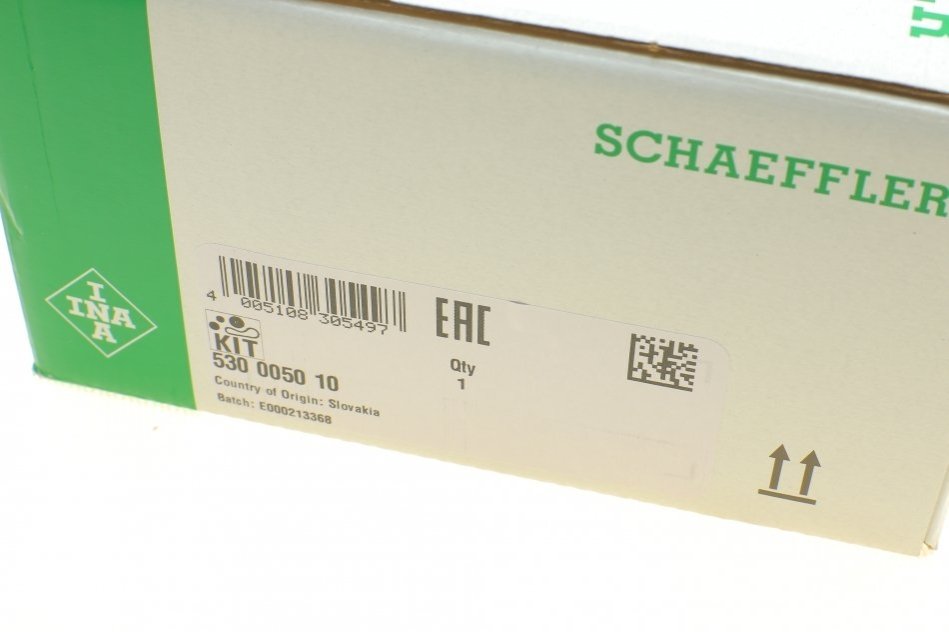 SCHAEFFLER
I
INA
A
4 005108 305497
EAC
KIT
530 0050 10
Qty
1
Country of Origin: Slovakia
Batch: E000213368